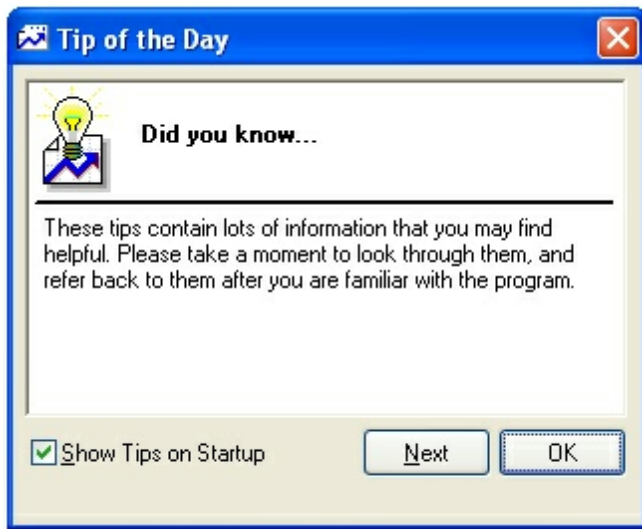 Tip of the Day
Did you know...
These tips contain lots of information that you may find
helpful. Please take a moment to look through them, and
refer back to them after you are familiar with the program.
Show Tips on Startup
Next
OK